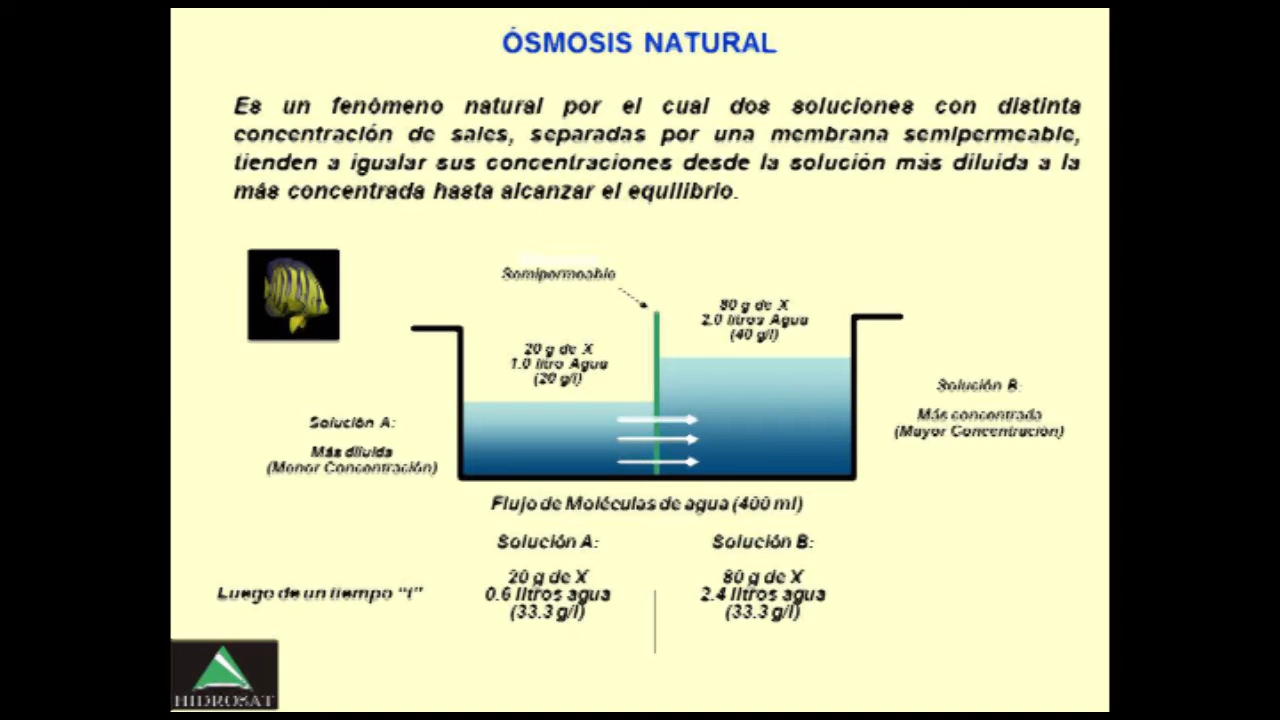 ÓSMOSIS NATURAL
Es un fenómeno natural por el cual dos soluciones con distinta
concentración de sales, separadas por una membrana semipermeable,
tienden a igualar sus concentraciones desde la solución más diluida a la
más concentrada hasta alcanzar el equilibrio.
Semipermeable
80 g de X
2.0 litros Agua
(40 g/l)
20 g de X
1.0 litro Agua
(20 g/l)
Solución B:
Más concentrada
(Mayor Concentración)
Solución A:
Más diluida
(Menor Concentración)
Flujo de Moléculas de agua (400 ml)
Solución A:
Solución B:
20 g de X
0.6 litros agua
(33.3 g/l)
80 g de X
2.4 litros agua
(33.3 g/l)
Luego de un tiempo "t"
HIDROSAT